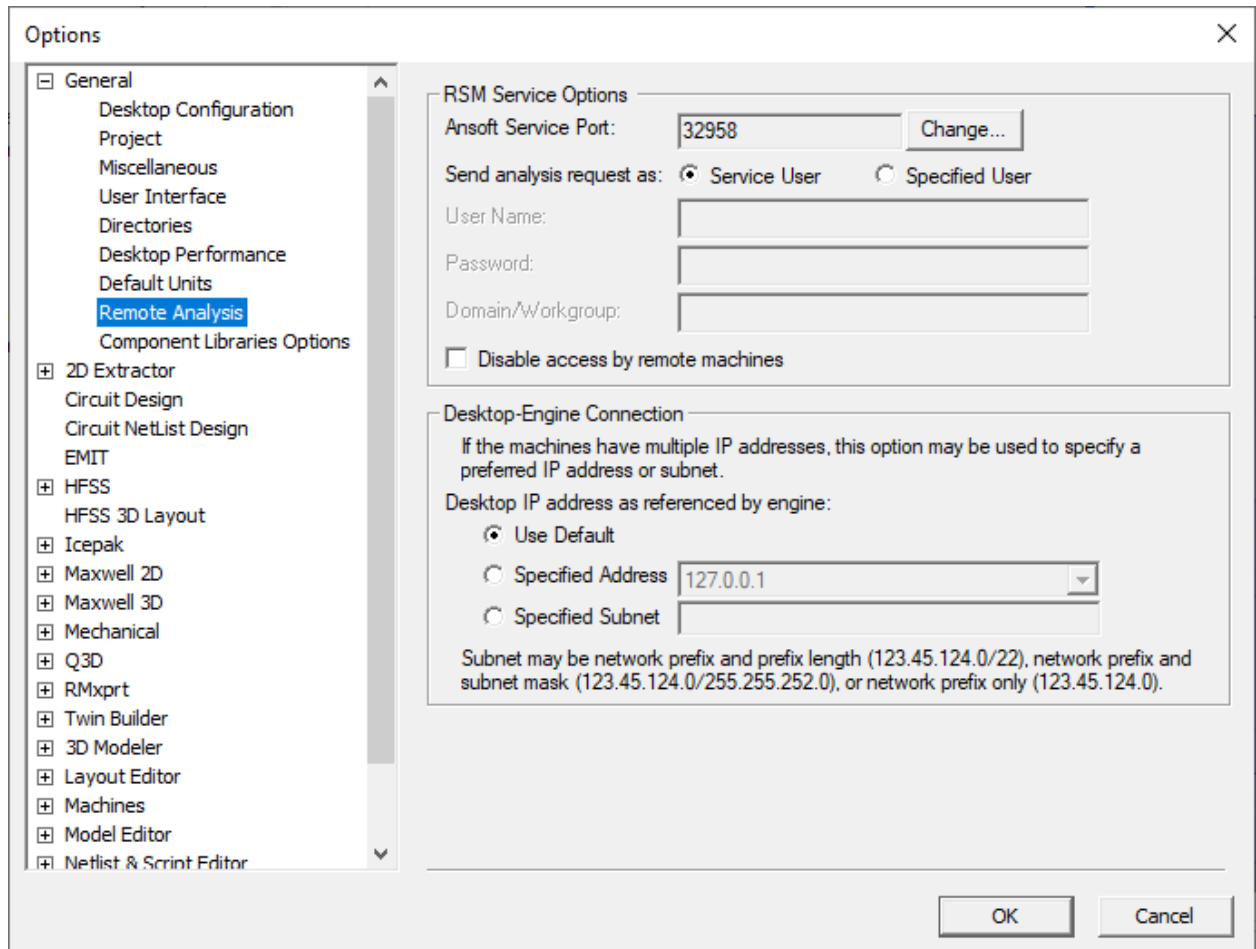 Options
General
Desktop Configuration
Project
Miscellaneous
User Interface
Directories
Desktop Performance
Default Units
Remote Analysis
Component Libraries Options
2D Extractor
Circuit Design
Circuit NetList Design
EMIT
HFSS
HFSS 3D Layout
Icepak
Maxwell 2D
Maxwell 3D
Mechanical
Q3D
RMxprt
Twin Builder
3D Modeler
Layout Editor
Machines
Model Editor
Netlist & Script Editor
RSM Service Options
Ansoft Service Port: 32958 Change...
Send analysis request as: Service User Specified User
User Name:
Password:
Domain/Workgroup:
Disable access by remote machines
Desktop-Engine Connection
If the machines have multiple IP addresses, this option may be used to specify a
preferred IP address or subnet.
Desktop IP address as referenced by engine:
Use Default
Specified Address 127.0.0.1
Specified Subnet
Subnet may be network prefix and prefix length (123.45.124.0/22), network prefix and
subnet mask (123.45.124.0/255.255.252.0), or network prefix only (123.45.124.0).
OK Cancel